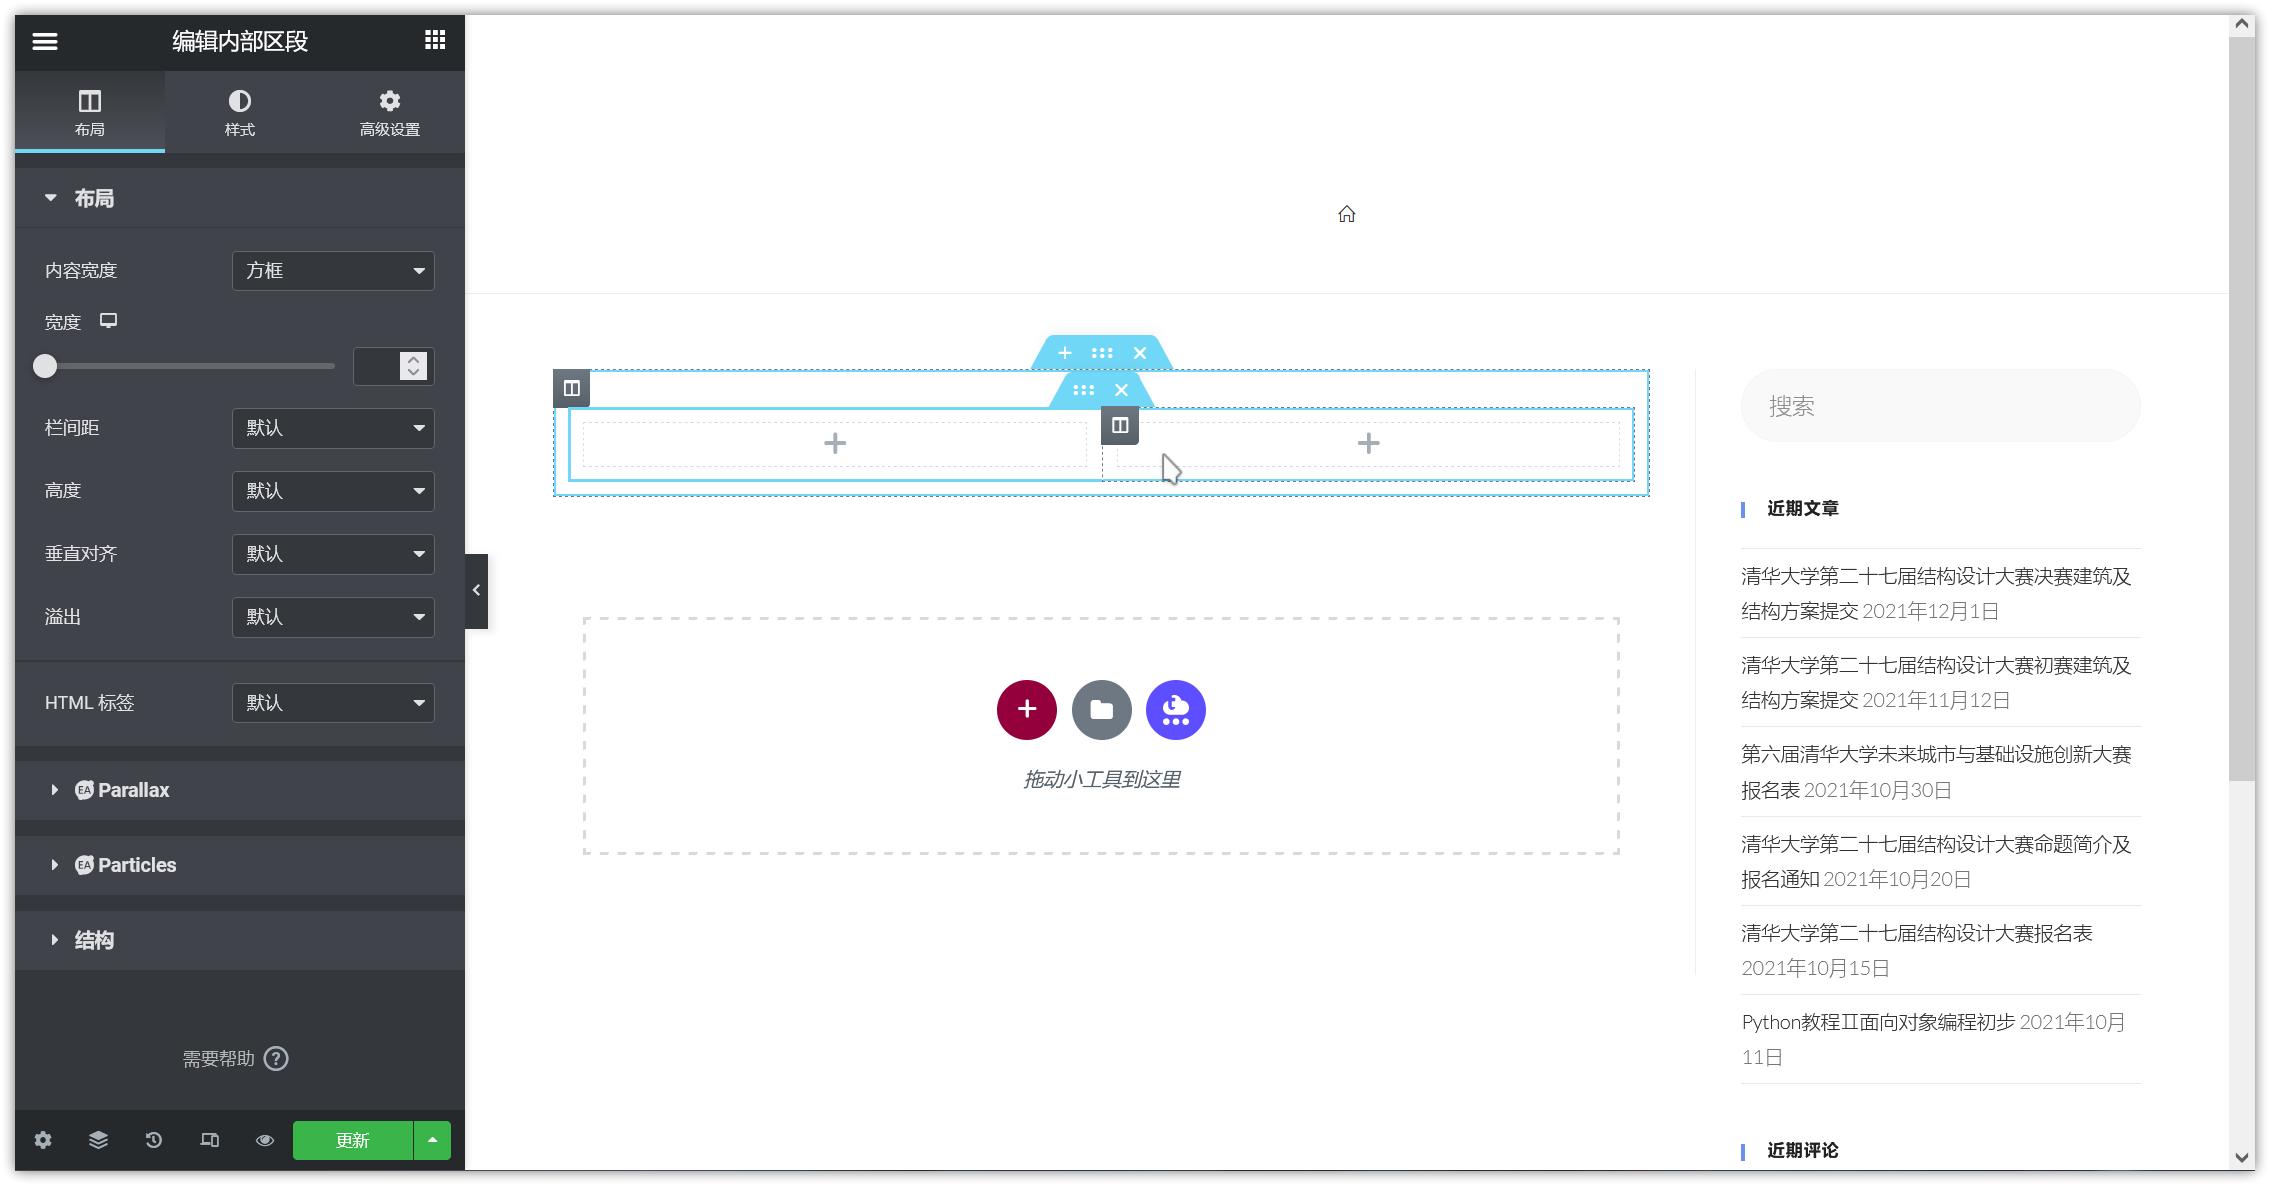 编辑内部区段
布局
样式
高级设置
布局
内容宽度
方框
宽度
栏间距
默认
高度
默认
垂直对齐
默认
溢出
默认
HTML 标签
默认
EA Parallax
EA Particles
结构
需要帮助 ?
更新
拖动小工具到这里
搜索
近期文章
清华大学第二十七届结构设计大赛决赛建筑及
结构方案提交 2021年12月1日
清华大学第二十七届结构设计大赛初赛建筑及
结构方案提交 2021年11月12日
第六届清华大学未来城市与基础设施创新大赛
报名表 2021年10月30日
清华大学第二十七届结构设计大赛命题简介及
报名通知 2021年10月20日
清华大学第二十七届结构设计大赛报名表
2021年10月15日
Python教程Ⅱ面向对象编程初步 2021年10月
11日
近期评论